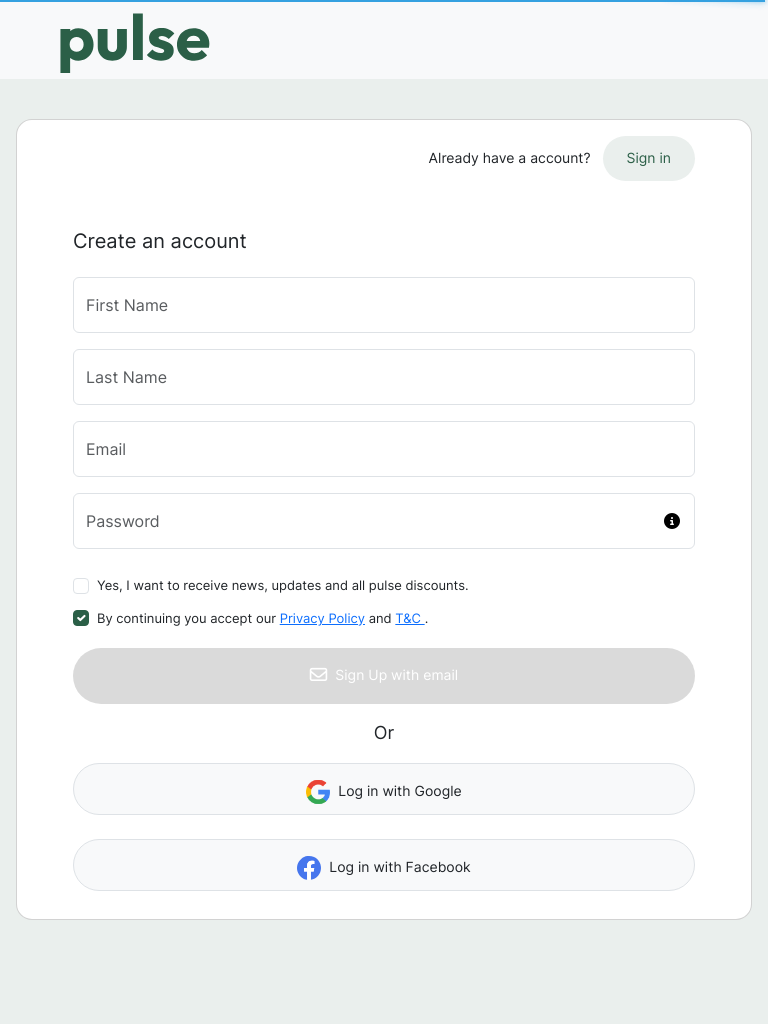 pulse
Already have a account? Sign in
Create an account
First Name
Last Name
Email
Password
Yes, I want to receive news, updates and all pulse discounts.
By continuing you accept our Privacy Policy and T&C .
Sign Up with email
Or
Log in with Google
Log in with Facebook